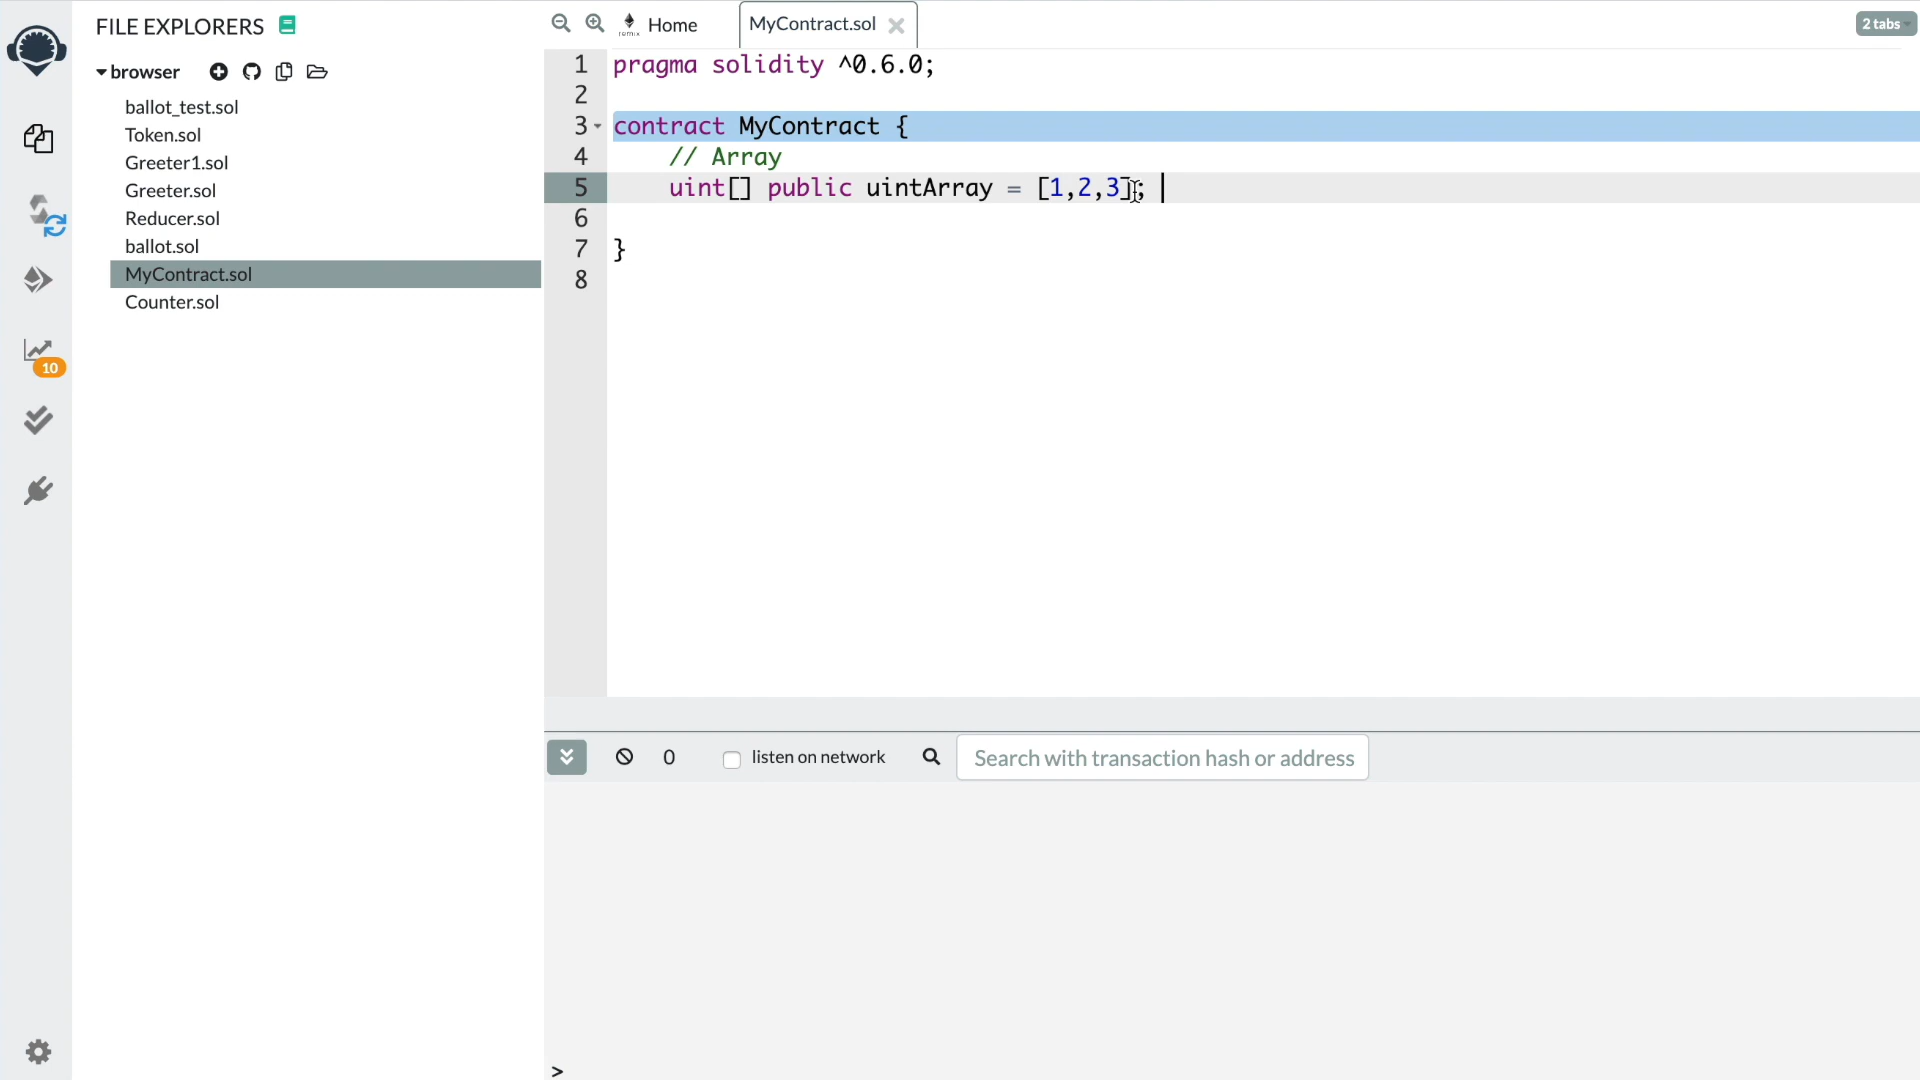 FILE EXPLORERS
browser
ballot_test.sol
Token.sol
Greeter1.sol
Greeter.sol
Reducer.sol
ballot.sol
MyContract.sol
Counter.sol
10
remix
Home
MyContract.sol
2 tabs
1 pragma solidity ^0.6.0;
2
3 contract MyContract {
4 // Array
5 uint[] public uintArray = [1,2,3];
6
7 }
8
0
listen on network
Search with transaction hash or address
>